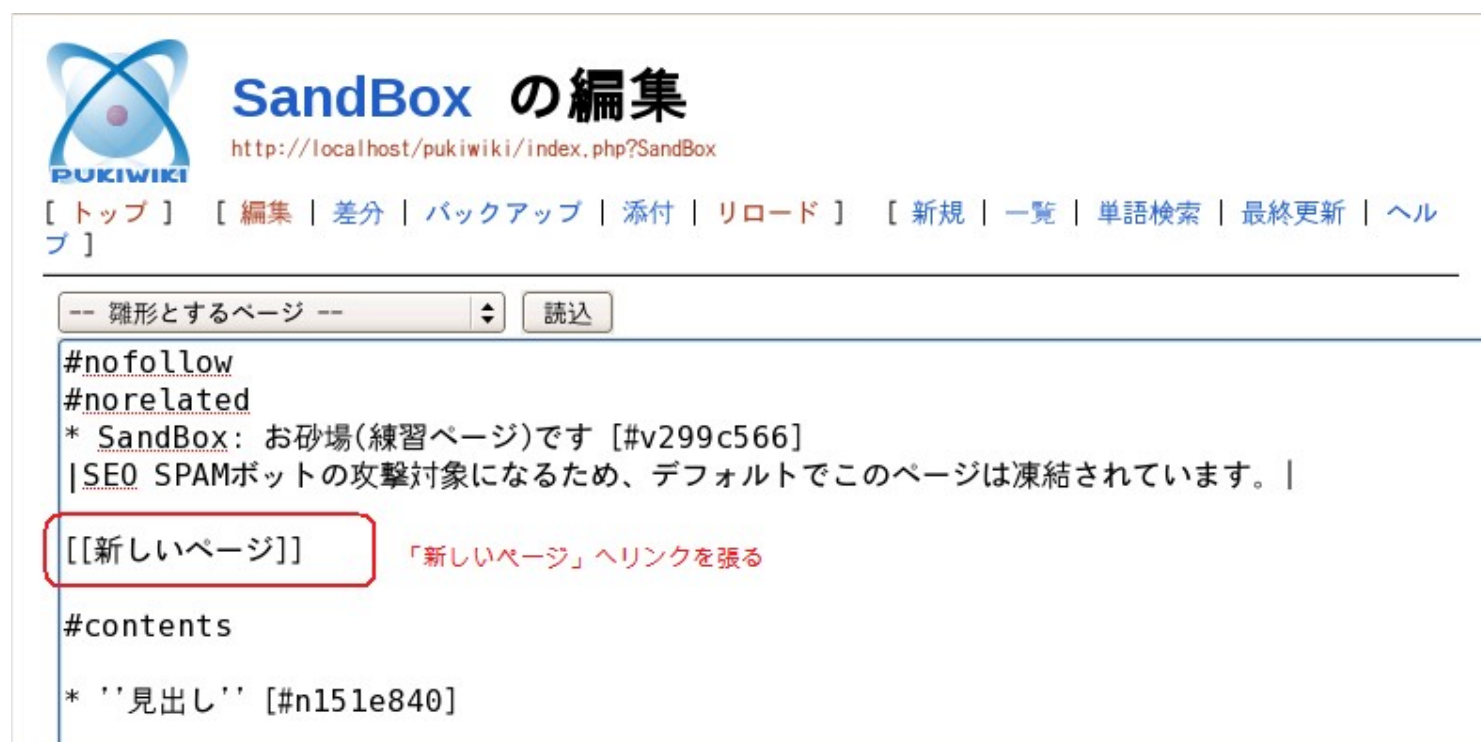 PUKIWIKI
SandBox の編集
http://localhost/pukiwiki/index.php?SandBox
[ トップ ] [ 編集 | 差分 | バックアップ | 添付 | リロード ] [ 新規 | 一覧 | 単語検索 | 最終更新 | ヘル
プ ]
-- 雛形とするページ -- 読込
#nofollow
#norelated
* SandBox: お砂場(練習ページ)です [#v299c566]
|SEO SPAMボットの攻撃対象になるため、デフォルトでこのページは凍結されています。|
[[新しいページ]] 「新しいページ」へリンクを張る
#contents
* ''見出し'' [#n151e840]